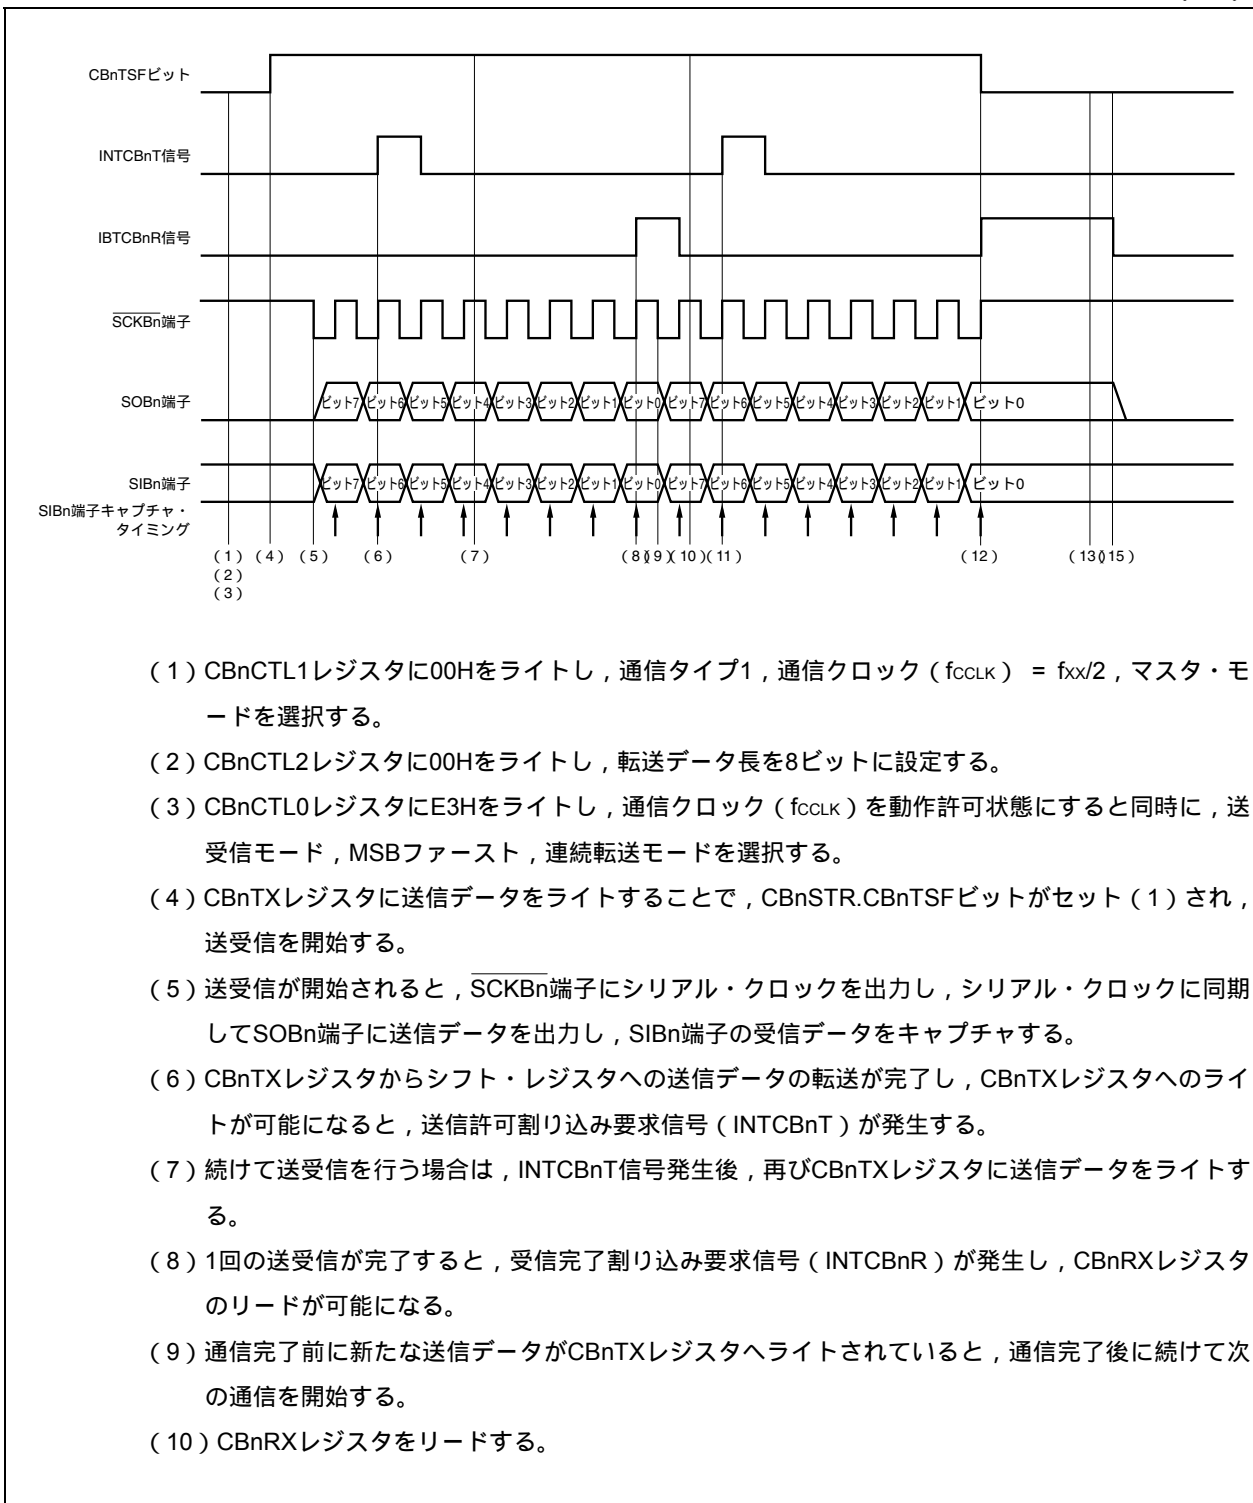 CBnTSFビット
INTCBnT信号
IBTCBnR信号
SCKBn端子
SOBn端子
ビット7 ビット6 ビット5 ビット4 ビット3 ビット2 ビット1 ビット0 ビット7 ビット6 ビット5 ビット4 ビット3 ビット2 ビット1 ビット0
SIBn端子
ビット7 ビット6 ビット5 ビット4 ビット3 ビット2 ビット1 ビット0 ビット7 ビット6 ビット5 ビット4 ビット3 ビット2 ビット1 ビット0
SIBn端子キャプチャ・
タイミング
(1) (4) (5) (6) (7) (8)(9)(10)(11) (12) (13)(15)
(2)
(3)
(1)CBnCTL1レジスタに00Hをライトし,通信タイプ1,通信クロック(fCCLK) = fXX/2,マスタ・モ
ードを選択する。
(2)CBnCTL2レジスタに00Hをライトし,転送データ長を8ビットに設定する。
(3)CBnCTL0レジスタにE3Hをライトし,通信クロック(fCCLK)を動作許可状態にすると同時に,送
受信モード,MSBファースト,連続転送モードを選択する。
(4)CBnTXレジスタに送信データをライトすることで,CBnSTR.CBnTSFビットがセット(1)され,
送受信を開始する。
(5)送受信が開始されると,SCKBn端子にシリアル・クロックを出力し,シリアル・クロックに同期
してSOBn端子に送信データを出力し,SIBn端子の受信データをキャプチャする。
(6)CBnTXレジスタからシフト・レジスタへの送信データの転送が完了し,CBnTXレジスタへのライ
トが可能になると,送信許可割り込み要求信号(INTCBnT)が発生する。
(7)続けて送受信を行う場合は,INTCBnT信号発生後,再びCBnTXレジスタに送信データをライトす
る。
(8)1回の送受信が完了すると,受信完了割り込み要求信号(INTCBnR)が発生し,CBnRXレジスタ
のリードが可能になる。
(9)通信完了前に新たな送信データがCBnTXレジスタへライトされていると,通信完了後に続けて次
の通信を開始する。
(10)CBnRXレジスタをリードする。